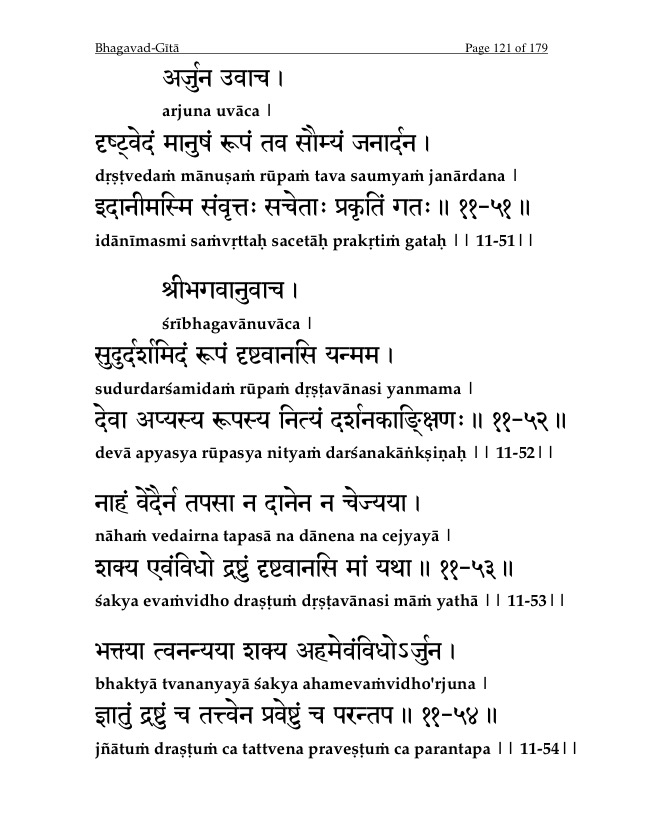 Bhagavad-Gītā Page 121 of 179
अर्जुन उवाच ।
arjuna uvāca |
दृष्ट्वेदं मानुषं रूपं तव सौम्यं जनार्दन ।
dṛṣṭvedaṁ mānuṣaṁ rūpaṁ tava saumyaṁ janārdana |
इदानीमस्मि संवृत्तः सचेताः प्रकृतिं गतः ॥ ११-५१ ॥
idānīmasmi saṁvṛttaḥ sacetāḥ prakṛtiṁ gataḥ || 11-51||
श्रीभगवानुवाच ।
śrībhagavānuvāca |
सुदुर्दर्शमिदं रूपं दृष्टवानसि यन्मम ।
sudurdarśamidaṁ rūpaṁ dṛṣṭavānasi yanmama |
देवा अप्यस्य रूपस्य नित्यं दर्शनकाङ्क्षिणः ॥ ११-५२ ॥
devā apyasya rūpasya nityaṁ darśanakāṅkṣiṇaḥ || 11-52||
नाहं वेदैर्न तपसा न दानेन न चेज्यया ।
nāhaṁ vedairna tapasā na dānena na cejyayā |
शक्य एवंविधो द्रष्टुं दृष्टवानसि मां यथा ॥ ११-५३ ॥
śakya evaṁvidho draṣṭuṁ dṛṣṭavānasi māṁ yathā || 11-53||
भक्त्या त्वनन्यया शक्य अहमेवंविधोऽर्जुन ।
bhaktyā tvananyayā śakya ahamevaṁvidho'rjuna |
ज्ञातुं द्रष्टुं च तत्त्वेन प्रवेष्टुं च परन्तप ॥ ११-५४ ॥
jñātuṁ draṣṭuṁ ca tattvena praveṣṭuṁ ca parantapa || 11-54||